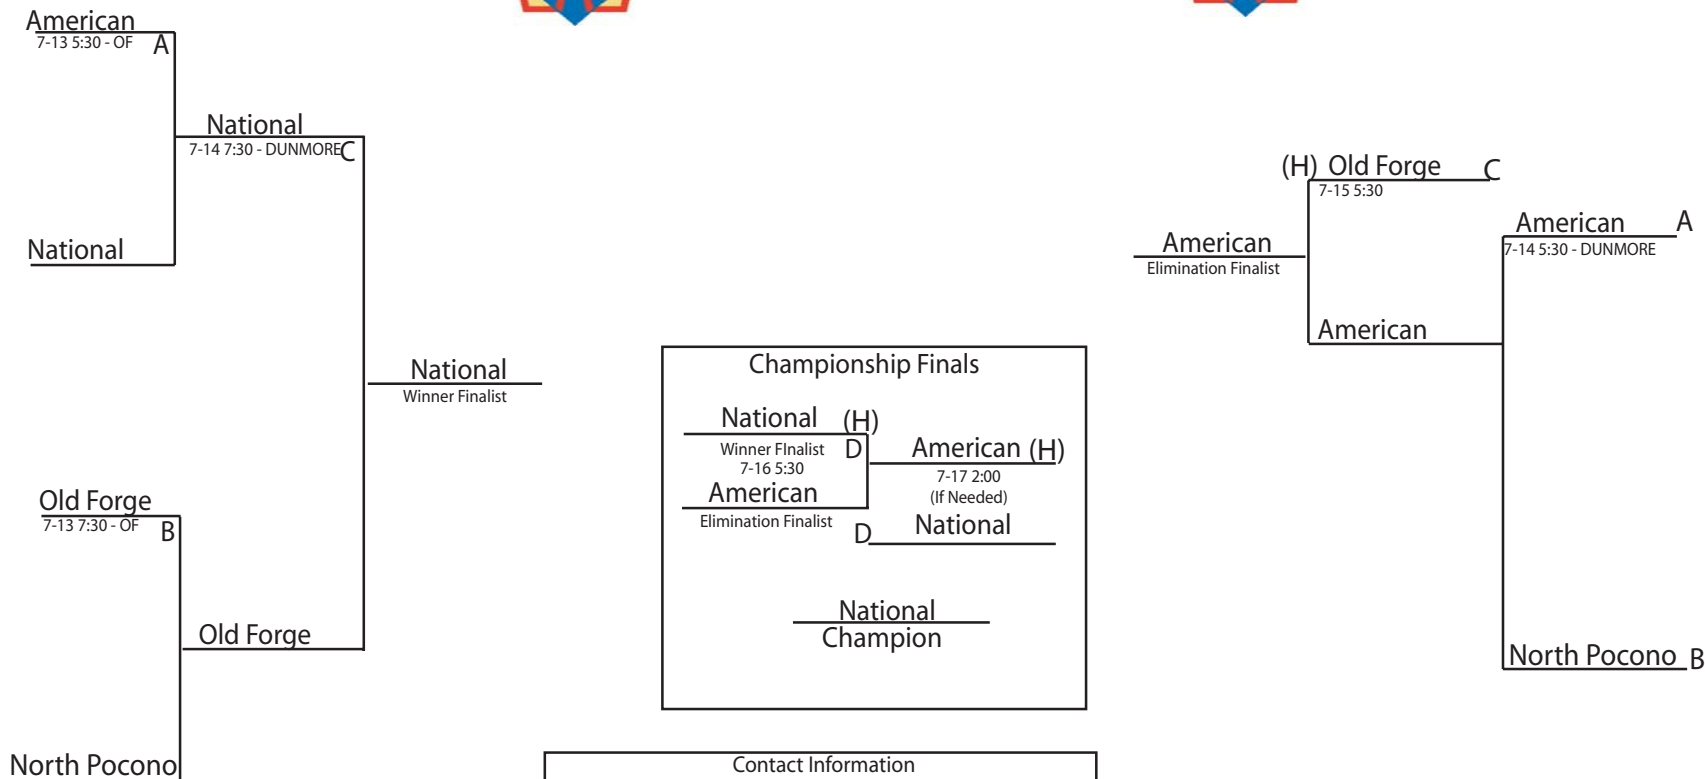 American
7-13 5:30 - OF A
National
7-14 7:30 - DUNMORE C
National
National
Winner Finalist
Old Forge
7-13 7:30 - OF B
Old Forge
North Pocono
Championship Finals
National (H)
Winner FInalist D
7-16 5:30
American
Elimination Finalist
American (H)
7-17 2:00
(If Needed)
D National
National
Champion
Contact Information
(H) Old Forge C
7-15 5:30
American A
7-14 5:30 - DUNMORE
American
Elimination Finalist
American
North Pocono B